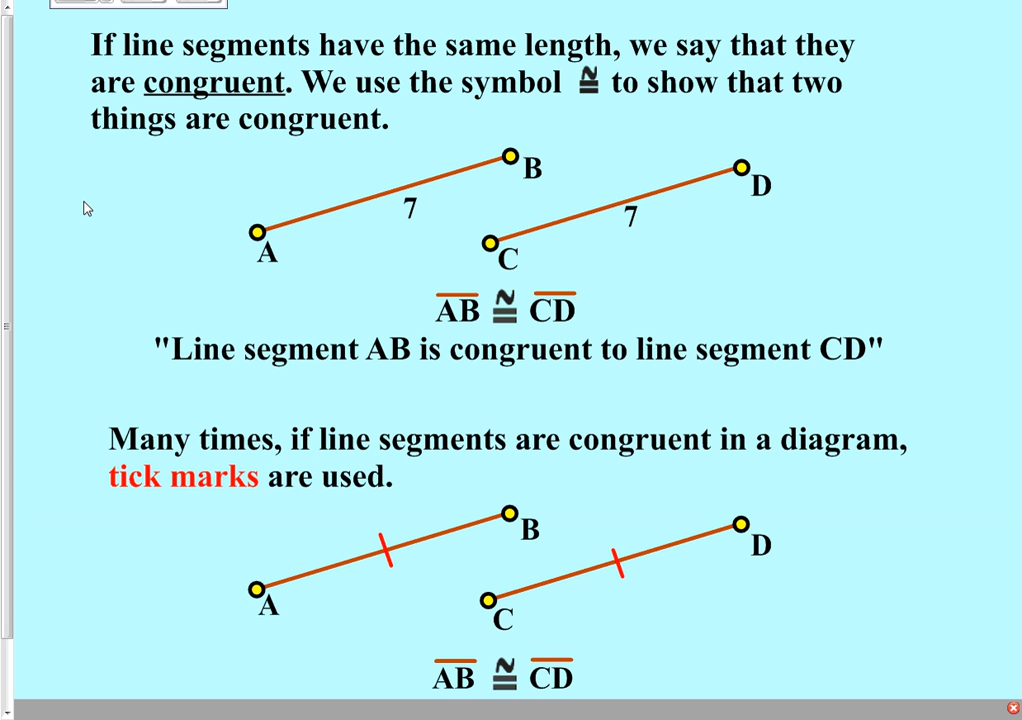 If line segments have the same length, we say that they
are congruent. We use the symbol ≅ to show that two
things are congruent.
B
D
7
7
A
C
AB ≅ CD
"Line segment AB is congruent to line segment CD"
Many times, if line segments are congruent in a diagram,
tick marks are used.
B
D
A
C
AB ≅ CD